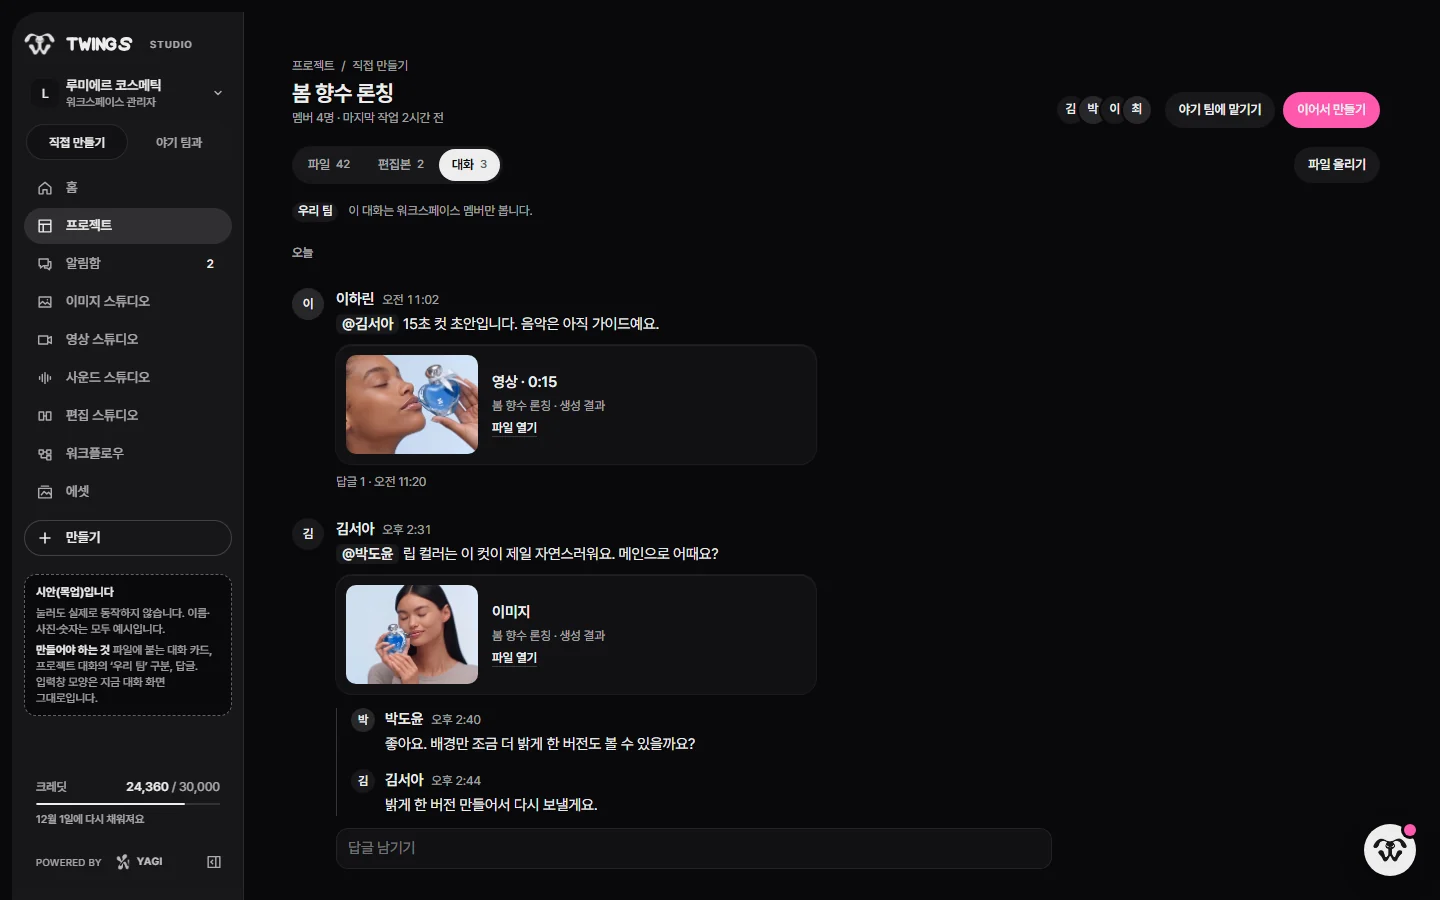 TWINGS STUDIO
L
루미에르 코스메틱
워크스페이스 관리자
직접 만들기
야기 팀과
홈
프로젝트
알림함 2
이미지 스튜디오
영상 스튜디오
사운드 스튜디오
편집 스튜디오
워크플로우
에셋
만들기
시안(목업)입니다
눌러도 실제로 동작하지 않습니다. 이름·
사진·숫자는 모두 예시입니다.
만들어야 하는 것 파일에 붙는 대화 카드,
프로젝트 대화의 '우리 팀' 구분, 답글.
입력창 모양은 지금 대화 화면
그대로입니다.
크레딧 24,360 / 30,000
12월 1일에 다시 채워져요
POWERED BY YAGI
프로젝트 / 직접 만들기
봄 향수 론칭
멤버 4명 · 마지막 작업 2시간 전
김 박 이 최
야기 팀에 맡기기
이어서 만들기
파일 42
편집본 2
대화 3
파일 올리기
우리 팀 이 대화는 워크스페이스 멤버만 봅니다.
오늘
이
이하린 오전 11:02
@김서아 15초 컷 초안입니다. 음악은 아직 가이드예요.
영상 · 0:15
봄 향수 론칭 · 생성 결과
파일 열기
답글 1 · 오전 11:20
김
김서아 오후 2:31
@박도윤 립 컬러는 이 컷이 제일 자연스러워요. 메인으로 어때요?
이미지
봄 향수 론칭 · 생성 결과
파일 열기
박
박도윤 오후 2:40
좋아요. 배경만 조금 더 밝게 한 버전도 볼 수 있을까요?
김
김서아 오후 2:44
밝게 한 버전 만들어서 다시 보낼게요.
답글 남기기